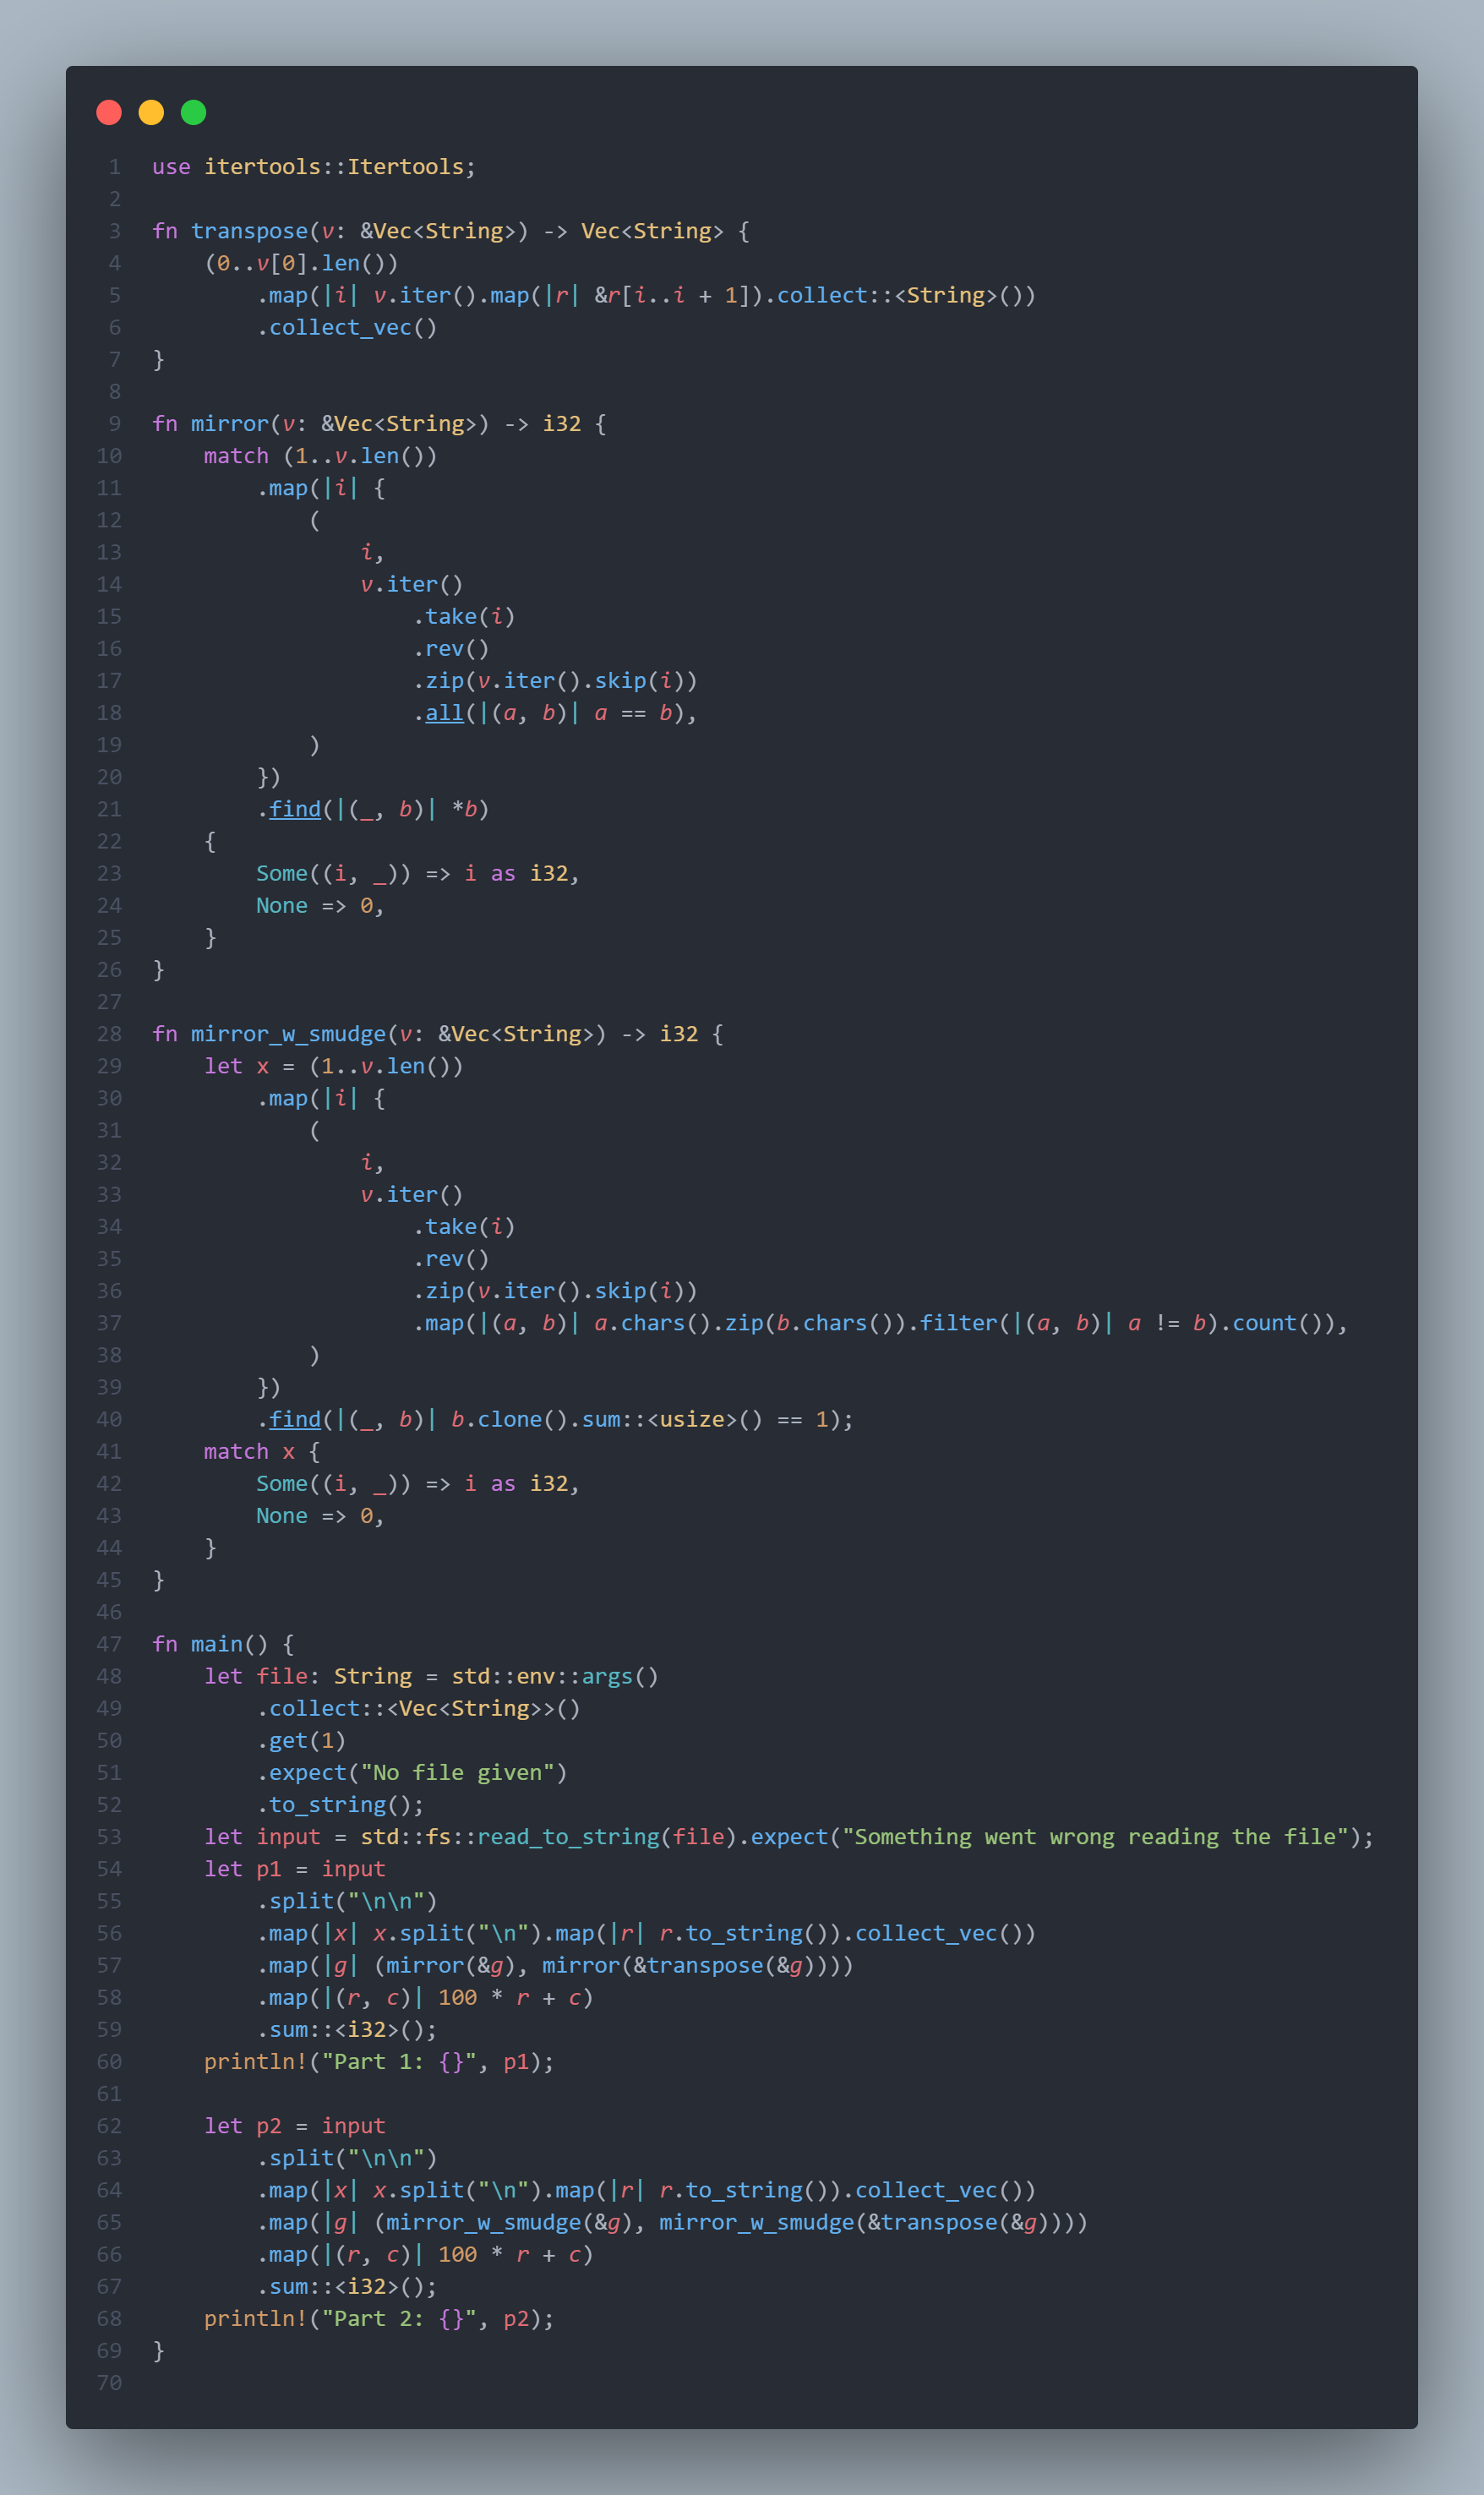 1 use itertools::Itertools;
2
3 fn transpose(v: &Vec<String>) -> Vec<String> {
4     (0..v[0].len())
5         .map(|i| v.iter().map(|r| &r[i..i + 1]).collect::<String>())
6         .collect_vec()
7 }
8
9 fn mirror(v: &Vec<String>) -> i32 {
10     match (1..v.len())
11         .map(|i| {
12             (
13                 i,
14                 v.iter()
15                     .take(i)
16                     .rev()
17                     .zip(v.iter().skip(i))
18                     .all(|(a, b)| a == b),
19             )
20         })
21         .find(|(_, b)| *b)
22     {
23         Some((i, _)) => i as i32,
24         None => 0,
25     }
26 }
27
28 fn mirror_w_smudge(v: &Vec<String>) -> i32 {
29     let x = (1..v.len())
30         .map(|i| {
31             (
32                 i,
33                 v.iter()
34                     .take(i)
35                     .rev()
36                     .zip(v.iter().skip(i))
37                     .map(|(a, b)| a.chars().zip(b.chars()).filter(|(a, b)| a != b).count()),
38             )
39         })
40         .find(|(_, b)| b.clone().sum::<usize>() == 1);
41     match x {
42         Some((i, _)) => i as i32,
43         None => 0,
44     }
45 }
46
47 fn main() {
48     let file: String = std::env::args()
49         .collect::<Vec<String>>()
50         .get(1)
51         .expect("No file given")
52         .to_string();
53     let input = std::fs::read_to_string(file).expect("Something went wrong reading the file");
54     let p1 = input
55         .split("\n\n")
56         .map(|x| x.split("\n").map(|r| r.to_string()).collect_vec())
57         .map(|g| (mirror(&g), mirror(&transpose(&g))))
58         .map(|(r, c)| 100 * r + c)
59         .sum::<i32>();
60     println!("Part 1: {}", p1);
61
62     let p2 = input
63         .split("\n\n")
64         .map(|x| x.split("\n").map(|r| r.to_string()).collect_vec())
65         .map(|g| (mirror_w_smudge(&g), mirror_w_smudge(&transpose(&g))))
66         .map(|(r, c)| 100 * r + c)
67         .sum::<i32>();
68     println!("Part 2: {}", p2);
69 }
70